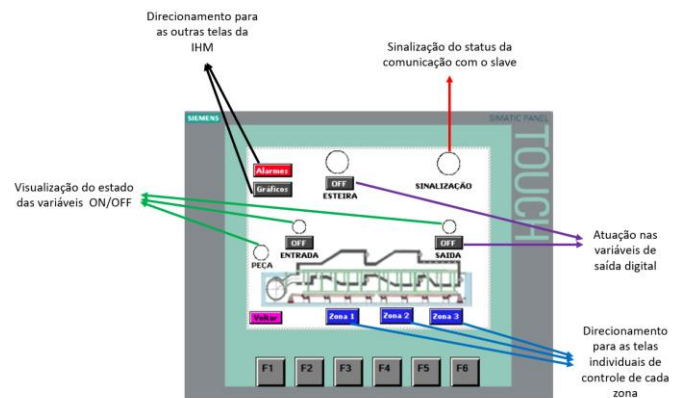 Direcionamento para
as outras telas da
IHM
Sinalização do status da
comunicação com o slave
SIEMENS
SIMATIC PANEL
TOUCH
Alarmes
Gráficos
OFF
ESTEIRA
SINALIZAÇÃO
Visualização do estado
das variáveis ON/OFF
OFF
ENTRADA
OFF
SAIDA
PEÇA
Atuação nas
variáveis de
saída digital
Voltar
Zona 1
Zona 2
Zona 3
Direcionamento
para as telas
individuais de
controle de cada
zona
F1
F2
F3
F4
F5
F6